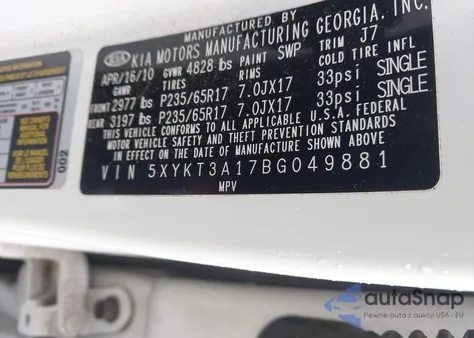 MANUFACTURED BY
KIA KIA MOTORS MANUFACTURING GEORGIA, INC.
APR/16/10 GVWR 4828 lbs PAINT SWP TRIM J7
GAWR TIRES RIMS COLD TIRE INFL
FRONT 2977 lbs P235/65R17 7.0JX17 33psi SINGLE
REAR 3197 lbs P235/65R17 7.0JX17 33psi SINGLE
THIS VEHICLE CONFORMS TO ALL APPLICABLE U.S.A. FEDERAL
MOTOR VEHICLE SAFETY AND THEFT PREVENTION STANDARDS
IN EFFECT ON THE DATE OF MANUFACTURE SHOWN ABOVE
VIN 5XYKT3A17BG049881
MPV
002
autoSnap
Pewne auta z aukcji USA - EU